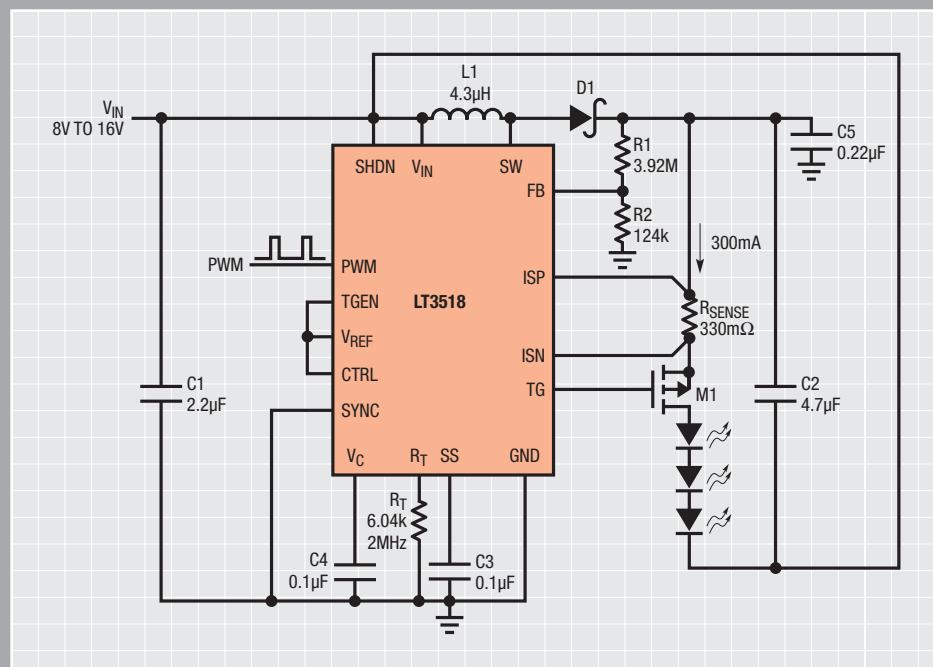 L1
4.3µH
D1
VIN
8V TO 16V
C5
0.22µF
R1
3.92M
SHDN
VIN
SW
FB
R2
124k
300mA
PWM
PWM
ISP
TGEN
LT3518
RSENSE
330mΩ
VREF
ISN
CTRL
TG
M1
C1
2.2µF
C2
4.7µF
SYNC
VC
RT
SS
GND
RT
6.04k
2MHz
C4
0.1µF
C3
0.1µF